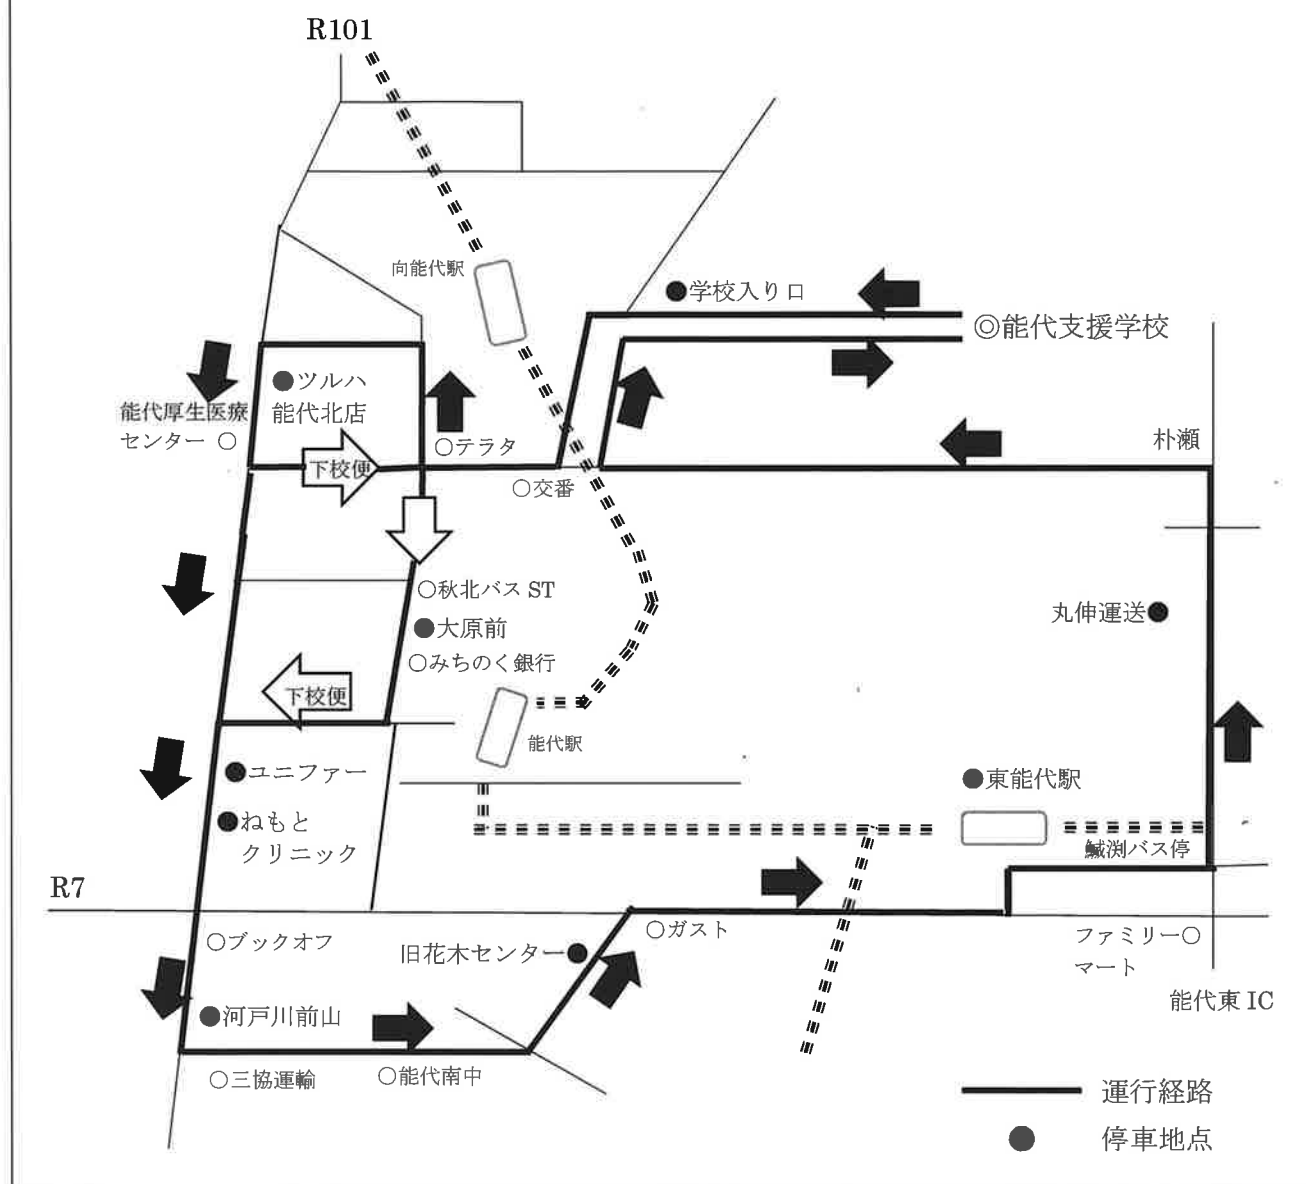 R101
向能代駅
●学校入り口
◎能代支援学校
●ツルハ
能代北店
能代厚生医療
センター ○
○テラタ
朴瀬
下校便
○交番
○秋北バス ST
●大原前
○みちのく銀行
丸伸運送●
下校便
能代駅
●ユニファー
●東能代駅
●ねもと
クリニック
鰄渕バス停
R7
○ブックオフ
旧花木センター●
○ガスト
ファミリー○
マート
能代東 IC
●河戸川前山
○三協運輸
○能代南中
運行経路
● 停車地点